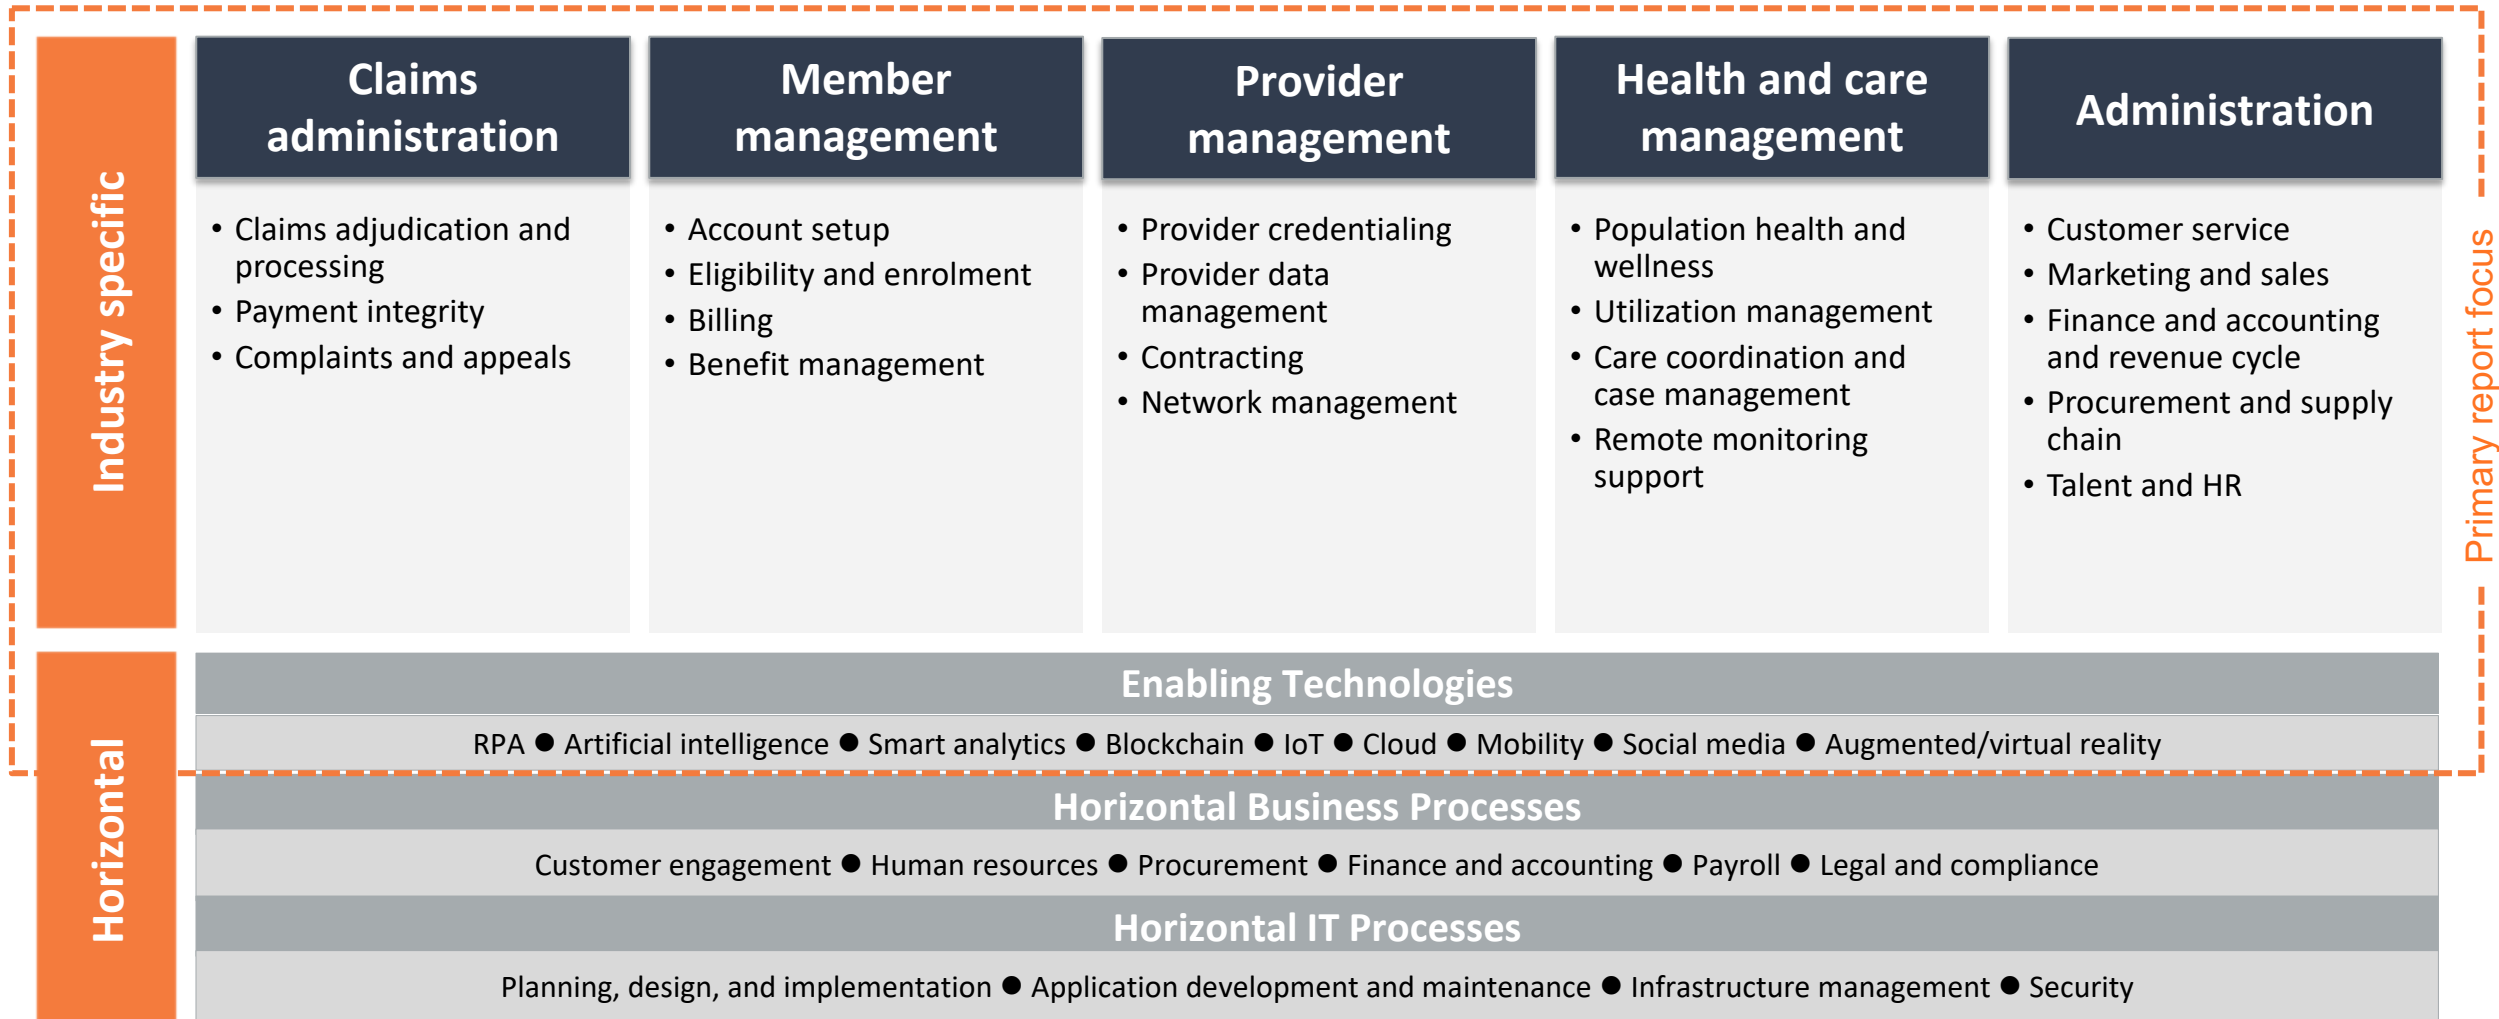 Industry specific
Claims
administration
• Claims adjudication and
processing
• Payment integrity
• Complaints and appeals
Member
management
• Account setup
• Eligibility and enrolment
• Billing
• Benefit management
Provider
management
• Provider credentialing
• Provider data
management
• Contracting
• Network management
Health and care
management
• Population health and
wellness
• Utilization management
• Care coordination and
case management
• Remote monitoring
support
Administration
• Customer service
• Marketing and sales
• Finance and accounting
and revenue cycle
• Procurement and supply
chain
• Talent and HR
Primary report focus
Horizontal
Enabling Technologies
RPA ● Artificial intelligence ● Smart analytics ● Blockchain ● IoT ● Cloud ● Mobility ● Social media ● Augmented/virtual reality
Horizontal Business Processes
Customer engagement ● Human resources ● Procurement ● Finance and accounting ● Payroll ● Legal and compliance
Horizontal IT Processes
Planning, design, and implementation ● Application development and maintenance ● Infrastructure management ● Security